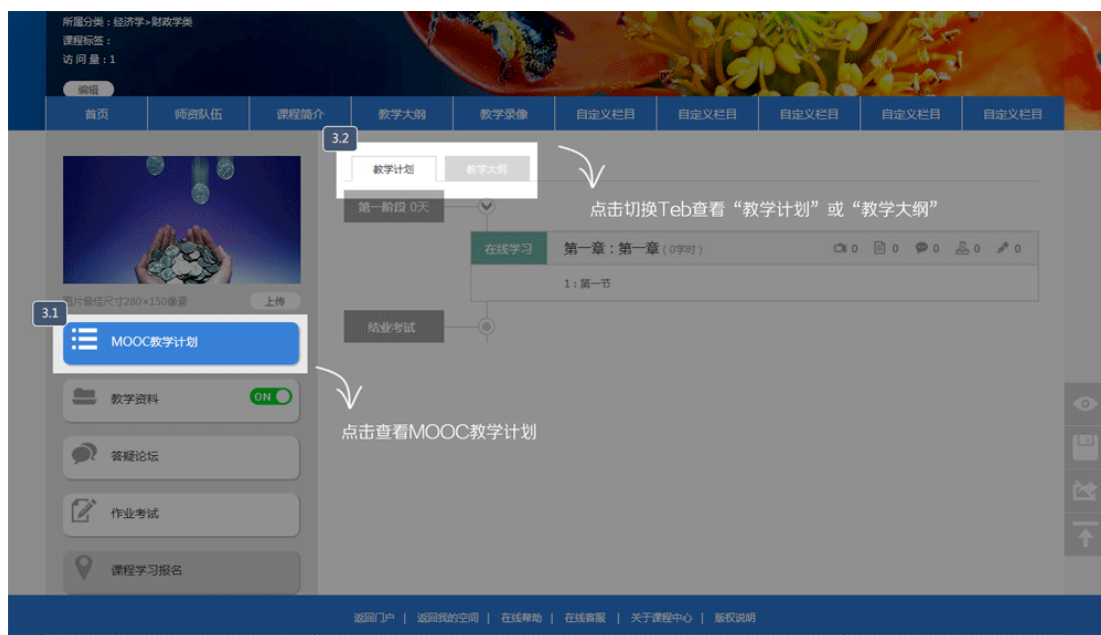 所属分类：经济学>财政学类
课程标签：
访 问 量：1
编辑
首页 师资队伍 课程简介 教学大纲 教学录像 自定义栏目 自定义栏目 自定义栏目 自定义栏目 自定义栏目
3.2
教学计划 教学大纲
第一阶段 0天
点击切换Teb查看“教学计划”或“教学大纲”
在线学习 第一章：第一章 ( 0学时 ) 0 0 0 0 0
1：第一节
图片最佳尺寸280×150像素 上传
3.1
结业考试
MOOC教学计划
教学资料 ON
点击查看MOOC教学计划
答疑论坛
作业考试
课程学习报名
返回门户 | 返回我的空间 | 在线帮助 | 在线客服 | 关于课程中心 | 版权说明